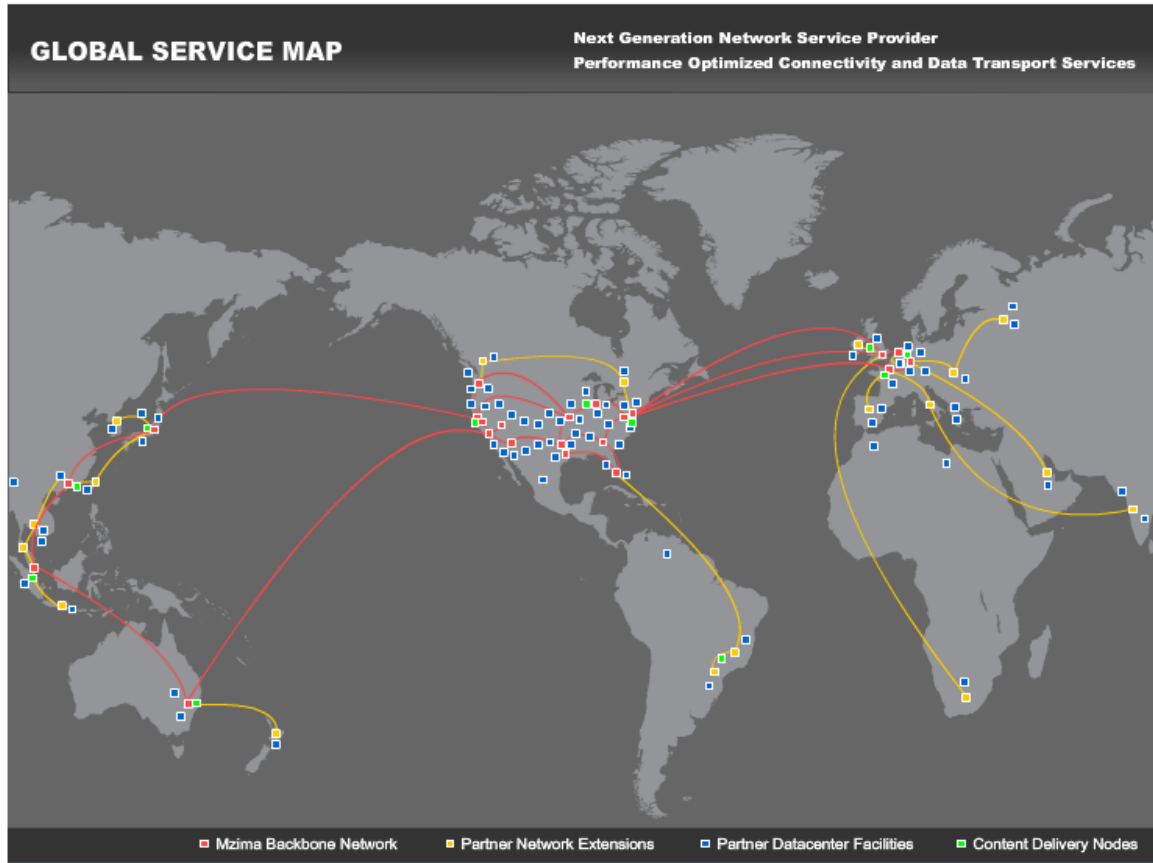 GLOBAL SERVICE MAP
Next Generation Network Service Provider
Performance Optimized Connectivity and Data Transport Services
Mzima Backbone Network
Partner Network Extensions
Partner Datacenter Facilities
Content Delivery Nodes